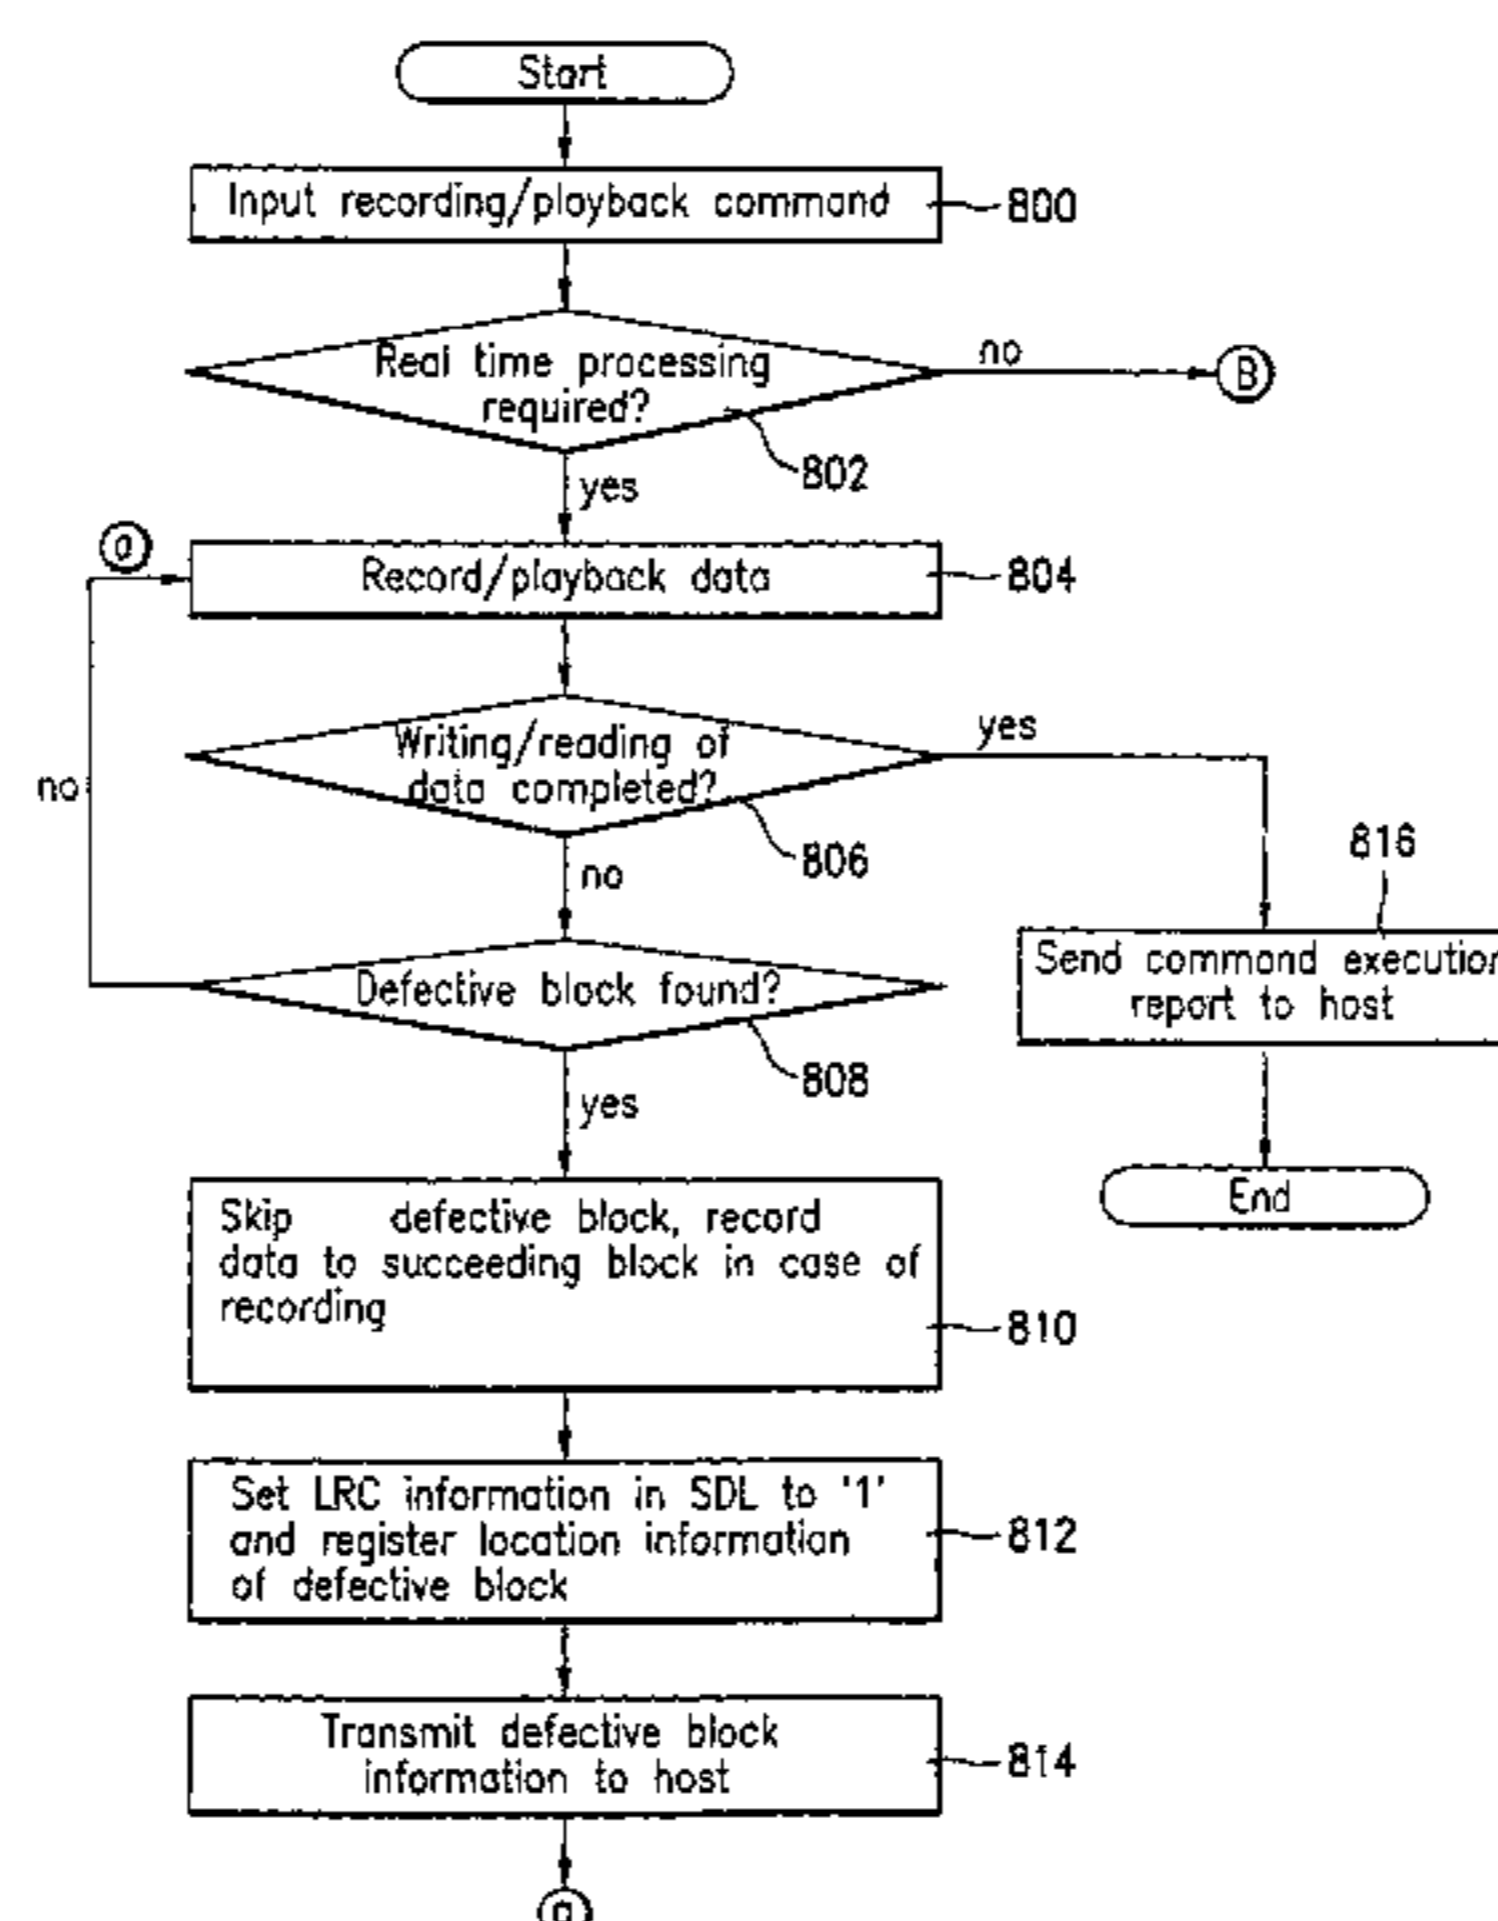 Start
Input recording/playback command
800
Real time processing
required?
no
B
802
yes
a
Record/playback data
804
Writing/reading of
data completed?
yes
no
806
816
no
Send command execution
report to host
Defective block found?
808
yes
End
Skip defective block, record
data to succeeding block in case of
recording
810
Set LRC information in SDL to '1'
and register location information
of defective block
812
Transmit defective block
information to host
814
a